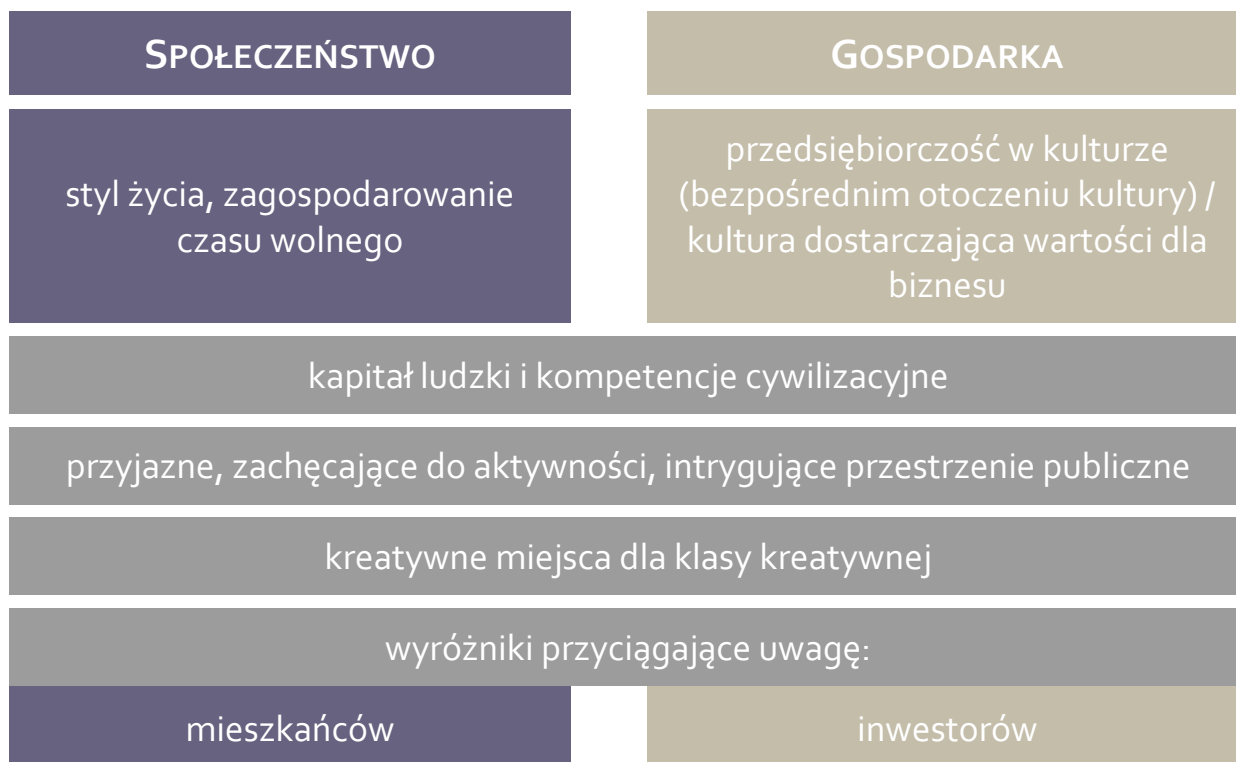 SPOŁECZEŃSTWO
GOSPODARKA
styl życia, zagospodarowanie
czasu wolnego
przedsiębiorczość w kulturze
(bezpośrednim otoczeniu kultury) /
kultura dostarczająca wartości dla
biznesu
kapitał ludzki i kompetencje cywilizacyjne
przyjazne, zachęcające do aktywności, intrygujące przestrzenie publiczne
kreatywne miejsca dla klasy kreatywnej
wyróżniki przyciągające uwagę:
mieszkańców
inwestorów